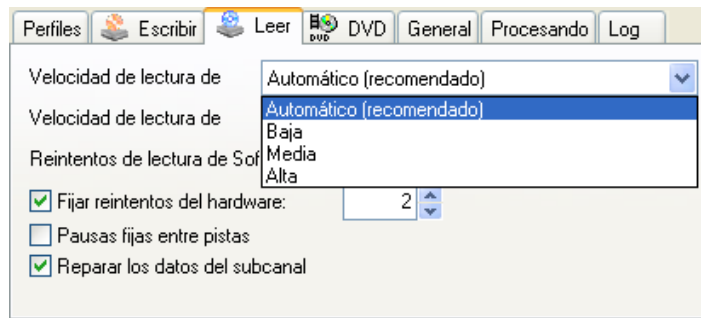 Perfiles Escribir Leer DVD DVD General Procesando Log
Velocidad de lectura de Automático (recomendado)
Velocidad de lectura de Automático (recomendado)
Baja
Reintentos de lectura de Sof Media
Alta
Fijar reintentos del hardware: 2
Pausas fijas entre pistas
Reparar los datos del subcanal